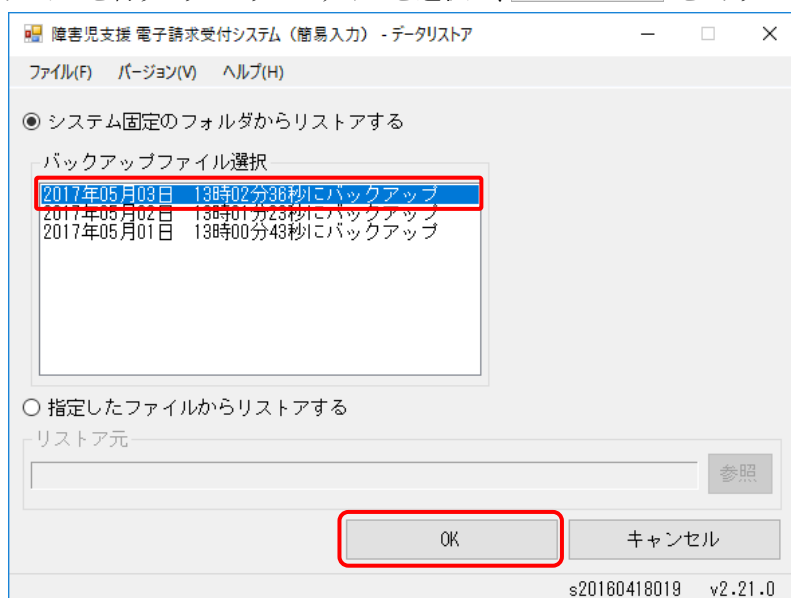 障害児支援 電子請求受付システム（簡易入力） - データリストア
ファイル(F) バージョン(V) ヘルプ(H)
システム固定のフォルダからリストアする
バックアップファイル選択
2017年05月03日 13時02分36秒にバックアップ
2017年05月02日 13時01分23秒にバックアップ
2017年05月01日 13時00分43秒にバックアップ
指定したファイルからリストアする
リストア元
参照
OK
キャンセル
s20160418019 v2.21.0